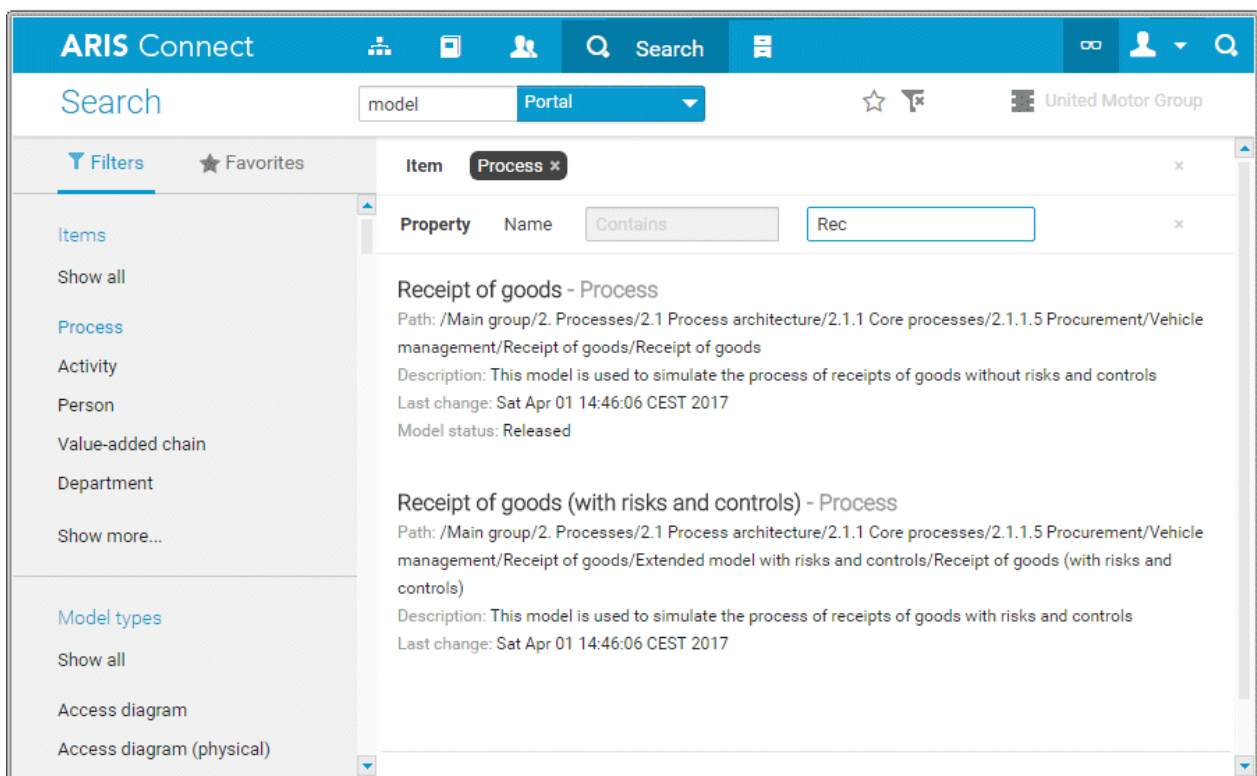 ARIS Connect Search
Search model Portal United Motor Group
Filters Favorites
Items
Show all
Process
Activity
Person
Value-added chain
Department
Show more...
Model types
Show all
Access diagram
Access diagram (physical)
Item Process ×
Property Name Contains Rec
Receipt of goods - Process
Path: /Main group/2. Processes/2.1 Process architecture/2.1.1 Core processes/2.1.1.5 Procurement/Vehicle
management/Receipt of goods/Receipt of goods
Description: This model is used to simulate the process of receipts of goods without risks and controls
Last change: Sat Apr 01 14:46:06 CEST 2017
Model status: Released
Receipt of goods (with risks and controls) - Process
Path: /Main group/2. Processes/2.1 Process architecture/2.1.1 Core processes/2.1.1.5 Procurement/Vehicle
management/Receipt of goods/Extended model with risks and controls/Receipt of goods (with risks and
controls)
Description: This model is used to simulate the process of receipts of goods with risks and controls
Last change: Sat Apr 01 14:46:06 CEST 2017